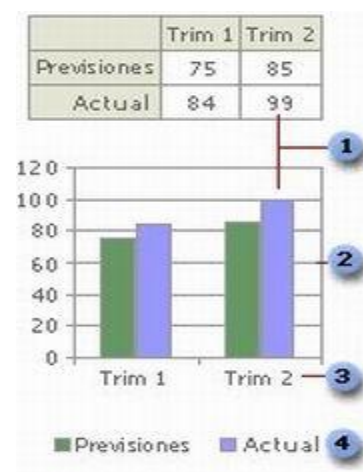 Trim 1 Trim 2
Previsiones 75 85
Actual 84 99
1
120
100
80
2
60
40
20
0
Trim 1 Trim 2 3
Previsiones Actual 4